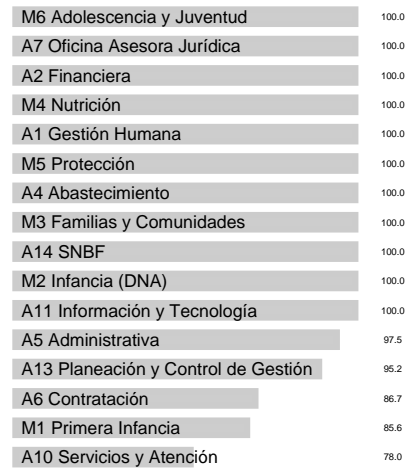 M6 Adolescencia y Juventud 100.0
A7 Oficina Asesora Jurídica 100.0
A2 Financiera 100.0
M4 Nutrición 100.0
A1 Gestión Humana 100.0
M5 Protección 100.0
A4 Abastecimiento 100.0
M3 Familias y Comunidades 100.0
A14 SNBF 100.0
M2 Infancia (DNA) 100.0
A11 Información y Tecnología 100.0
A5 Administrativa 97.5
A13 Planeación y Control de Gestión 95.2
A6 Contratación 86.7
M1 Primera Infancia 85.6
A10 Servicios y Atención 78.0